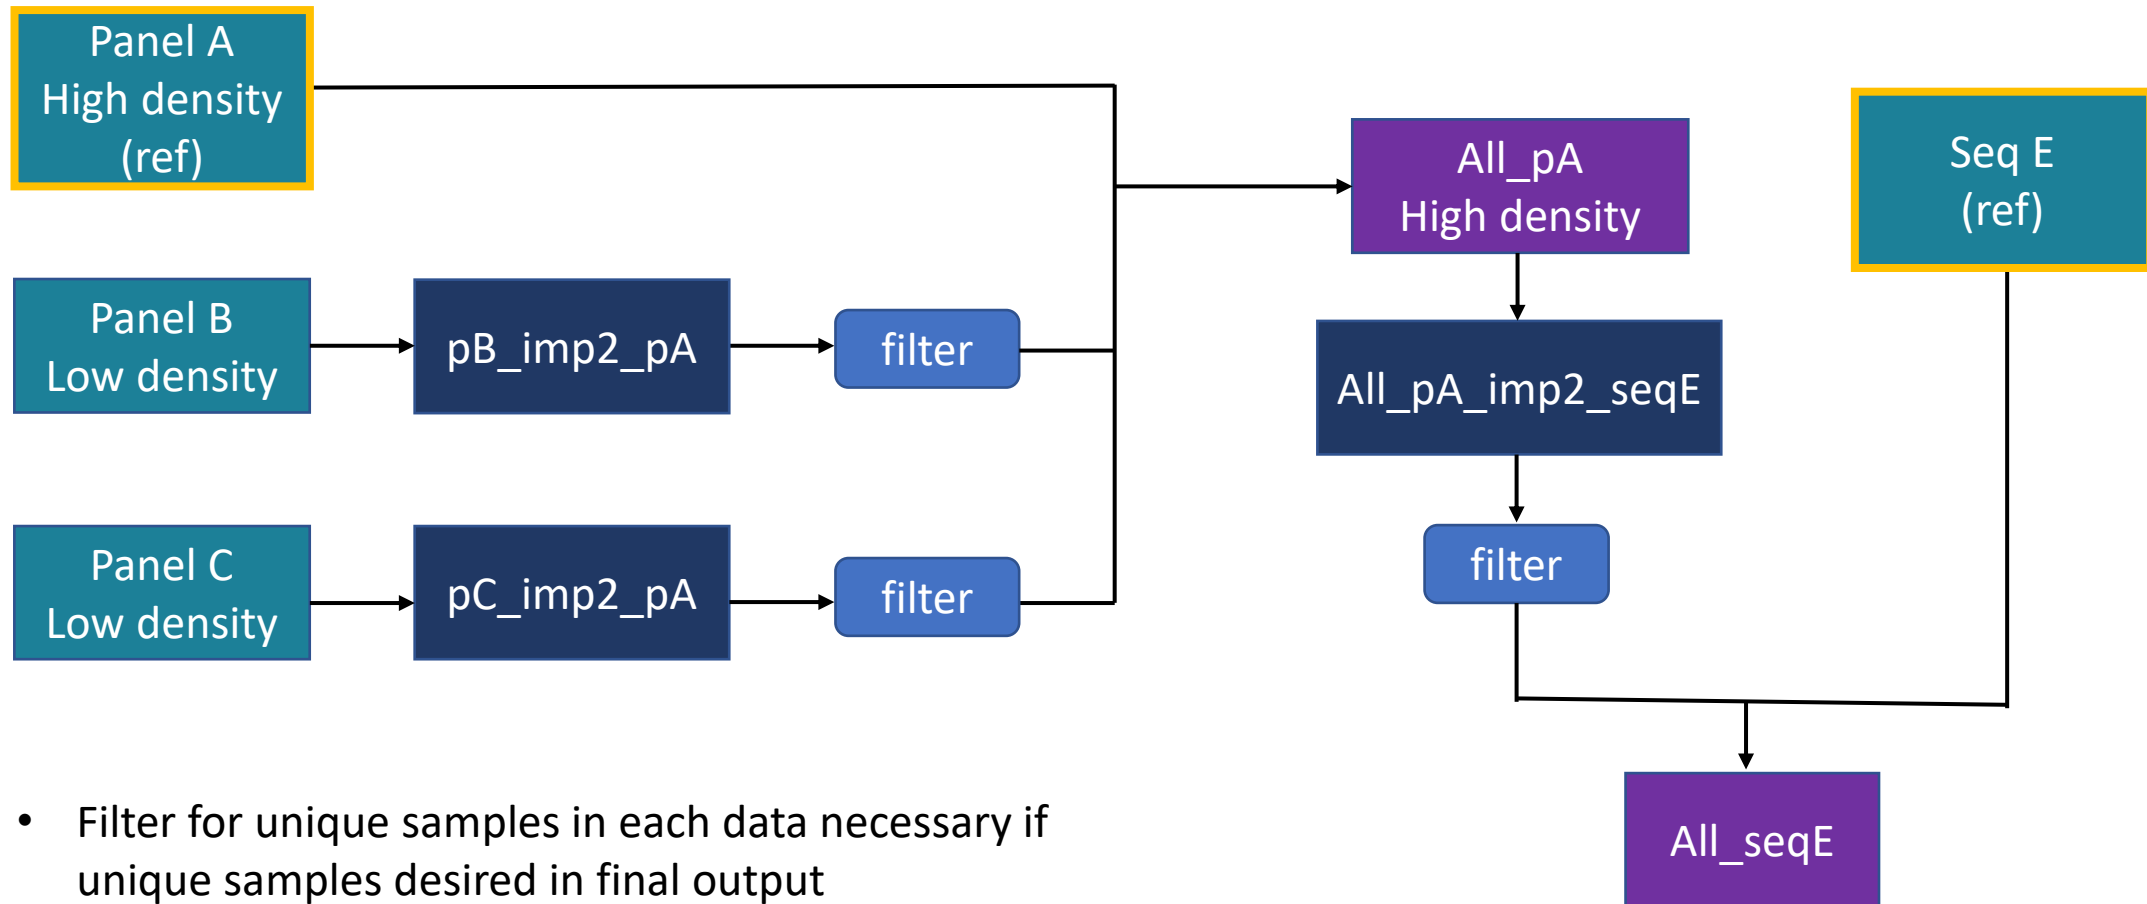 Panel A
High density
(ref)
Panel B
Low density
pB_imp2_pA
filter
Panel C
Low density
pC_imp2_pA
filter
All_pA
High density
All_pA_imp2_seqE
filter
Seq E
(ref)
All_seqE
• Filter for unique samples in each data necessary if
unique samples desired in final output